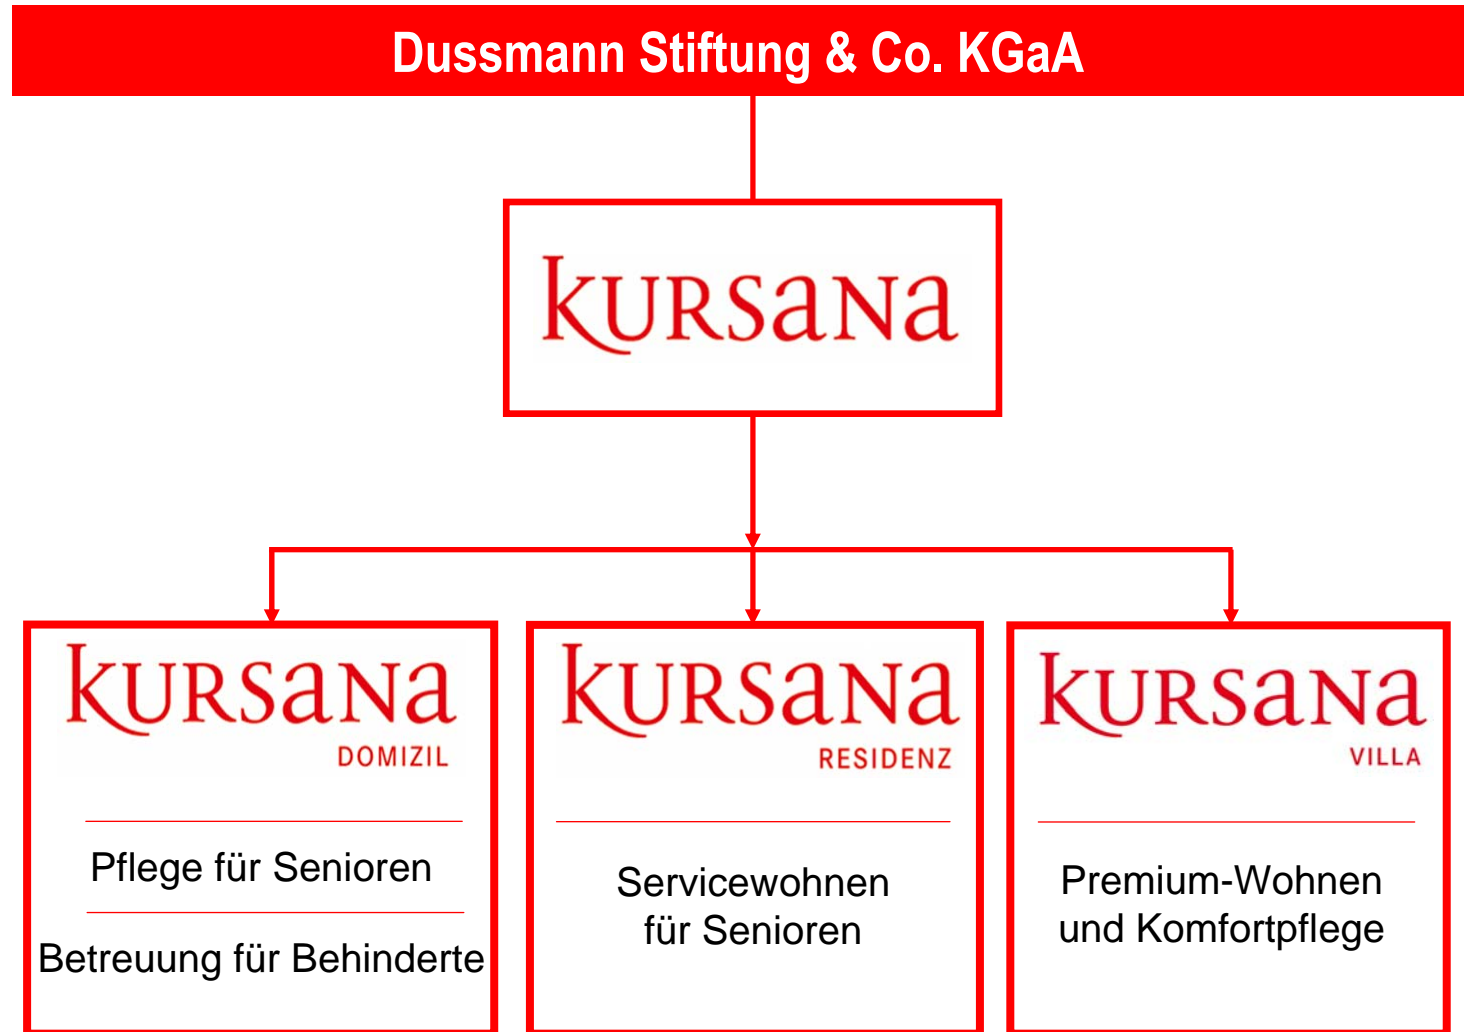 Dussmann Stiftung & Co. KGaA
KURSANA
KURSANA
DOMIZIL
Pflege für Senioren
Betreuung für Behinderte
KURSANA
RESIDENZ
Servicewohnen
für Senioren
KURSANA
VILLA
Premium-Wohnen
und Komfortpflege